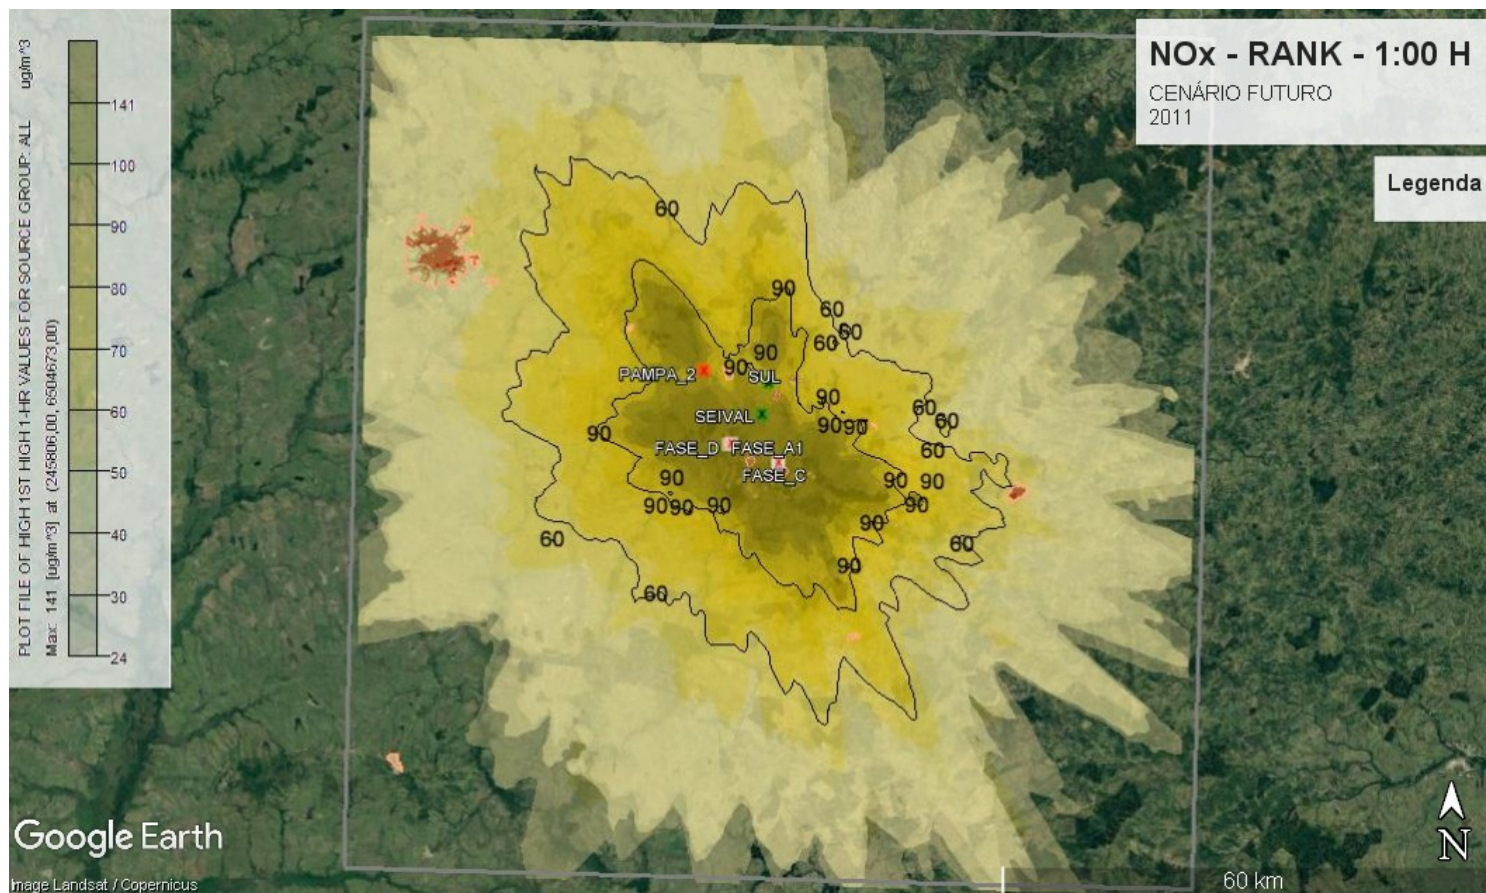 PLOT FILE OF HIGH 1ST HIGH 1-HR VALUES FOR SOURCE GROUP: ALL ug/m^3
Max: 141 [ug/m^3] at (245806,00, 6504673,00)
141
100
90
80
70
60
50
40
30
24
NOx - RANK - 1:00 H
CENÁRIO FUTURO
2011
Legenda
60
90
60
60
60
90
90
PAMPA_2
SUL
90
60
60
SEIVAL
90
90
90
60
FASE_D
FASE_A1
FASE_C
90
90
90
90
90
90
90
90
60
90
60
90
60
Google Earth
N
Image Landsat / Copernicus
60 km